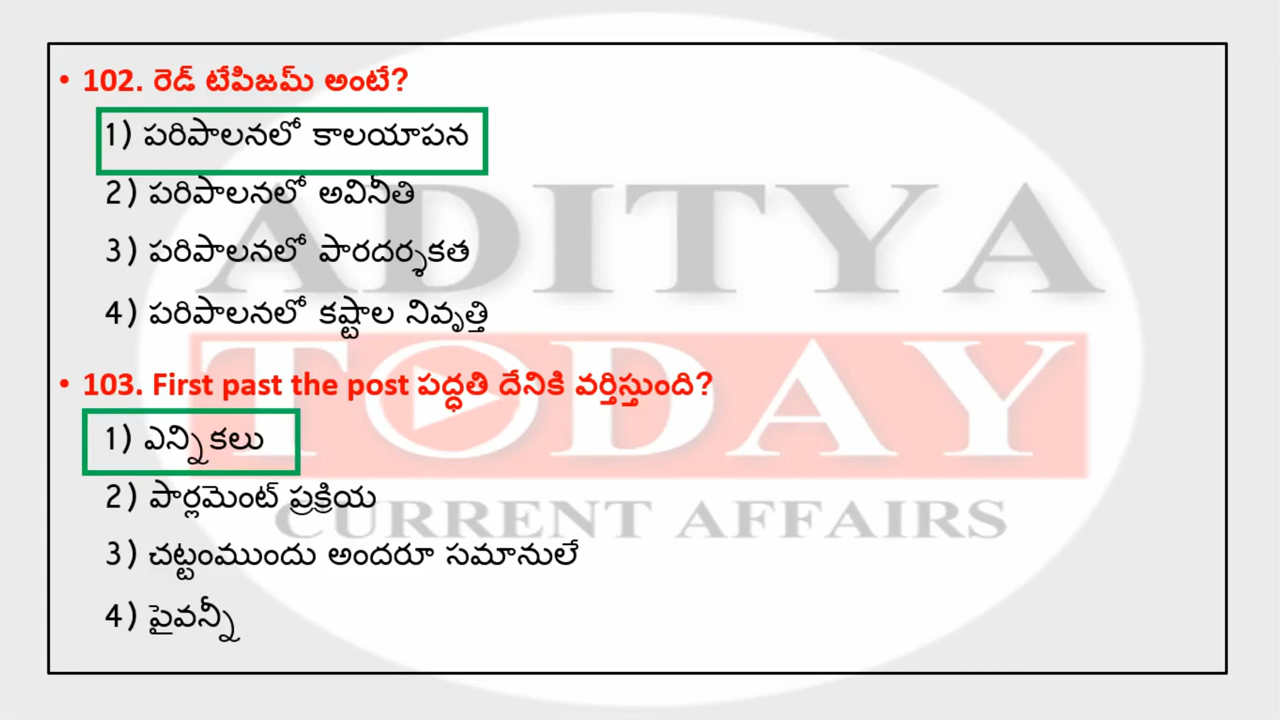 • 102. రెడ్ టేపిజమ్ అంటే?
1) పరిపాలనలో కాలయాపన
2) పరిపాలనలో అవినీతి
3) పరిపాలనలో పారదర్శకత
4) పరిపాలనలో కష్టాల నివృత్తి
• 103. First past the post పద్ధతి దేనికి వర్తిస్తుంది?
1) ఎన్నికలు
2) పార్లమెంట్ ప్రక్రియ
3) చట్టంముందు అందరూ సమానులే
4) పైవన్నీ
ADITYA
TODAY
CURRENT AFFAIRS